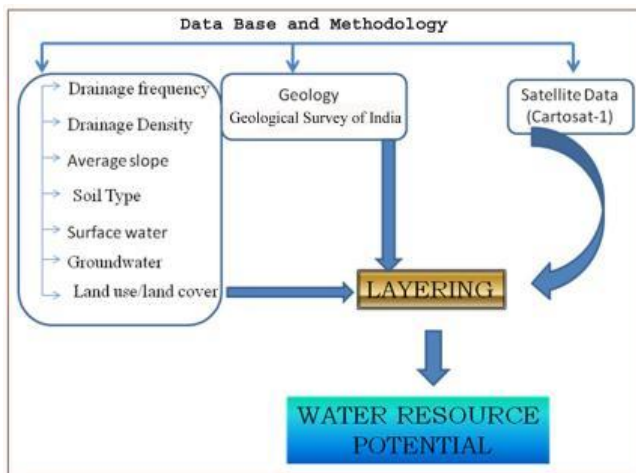 Data Base and Methodology
Drainage frequency
Drainage Density
Average slope
Soil Type
Surface water
Groundwater
Land use/land cover
Geology
Geological Survey of India
Satellite Data
(Cartosat-1)
LAYERING
WATER RESOURCE
POTENTIAL